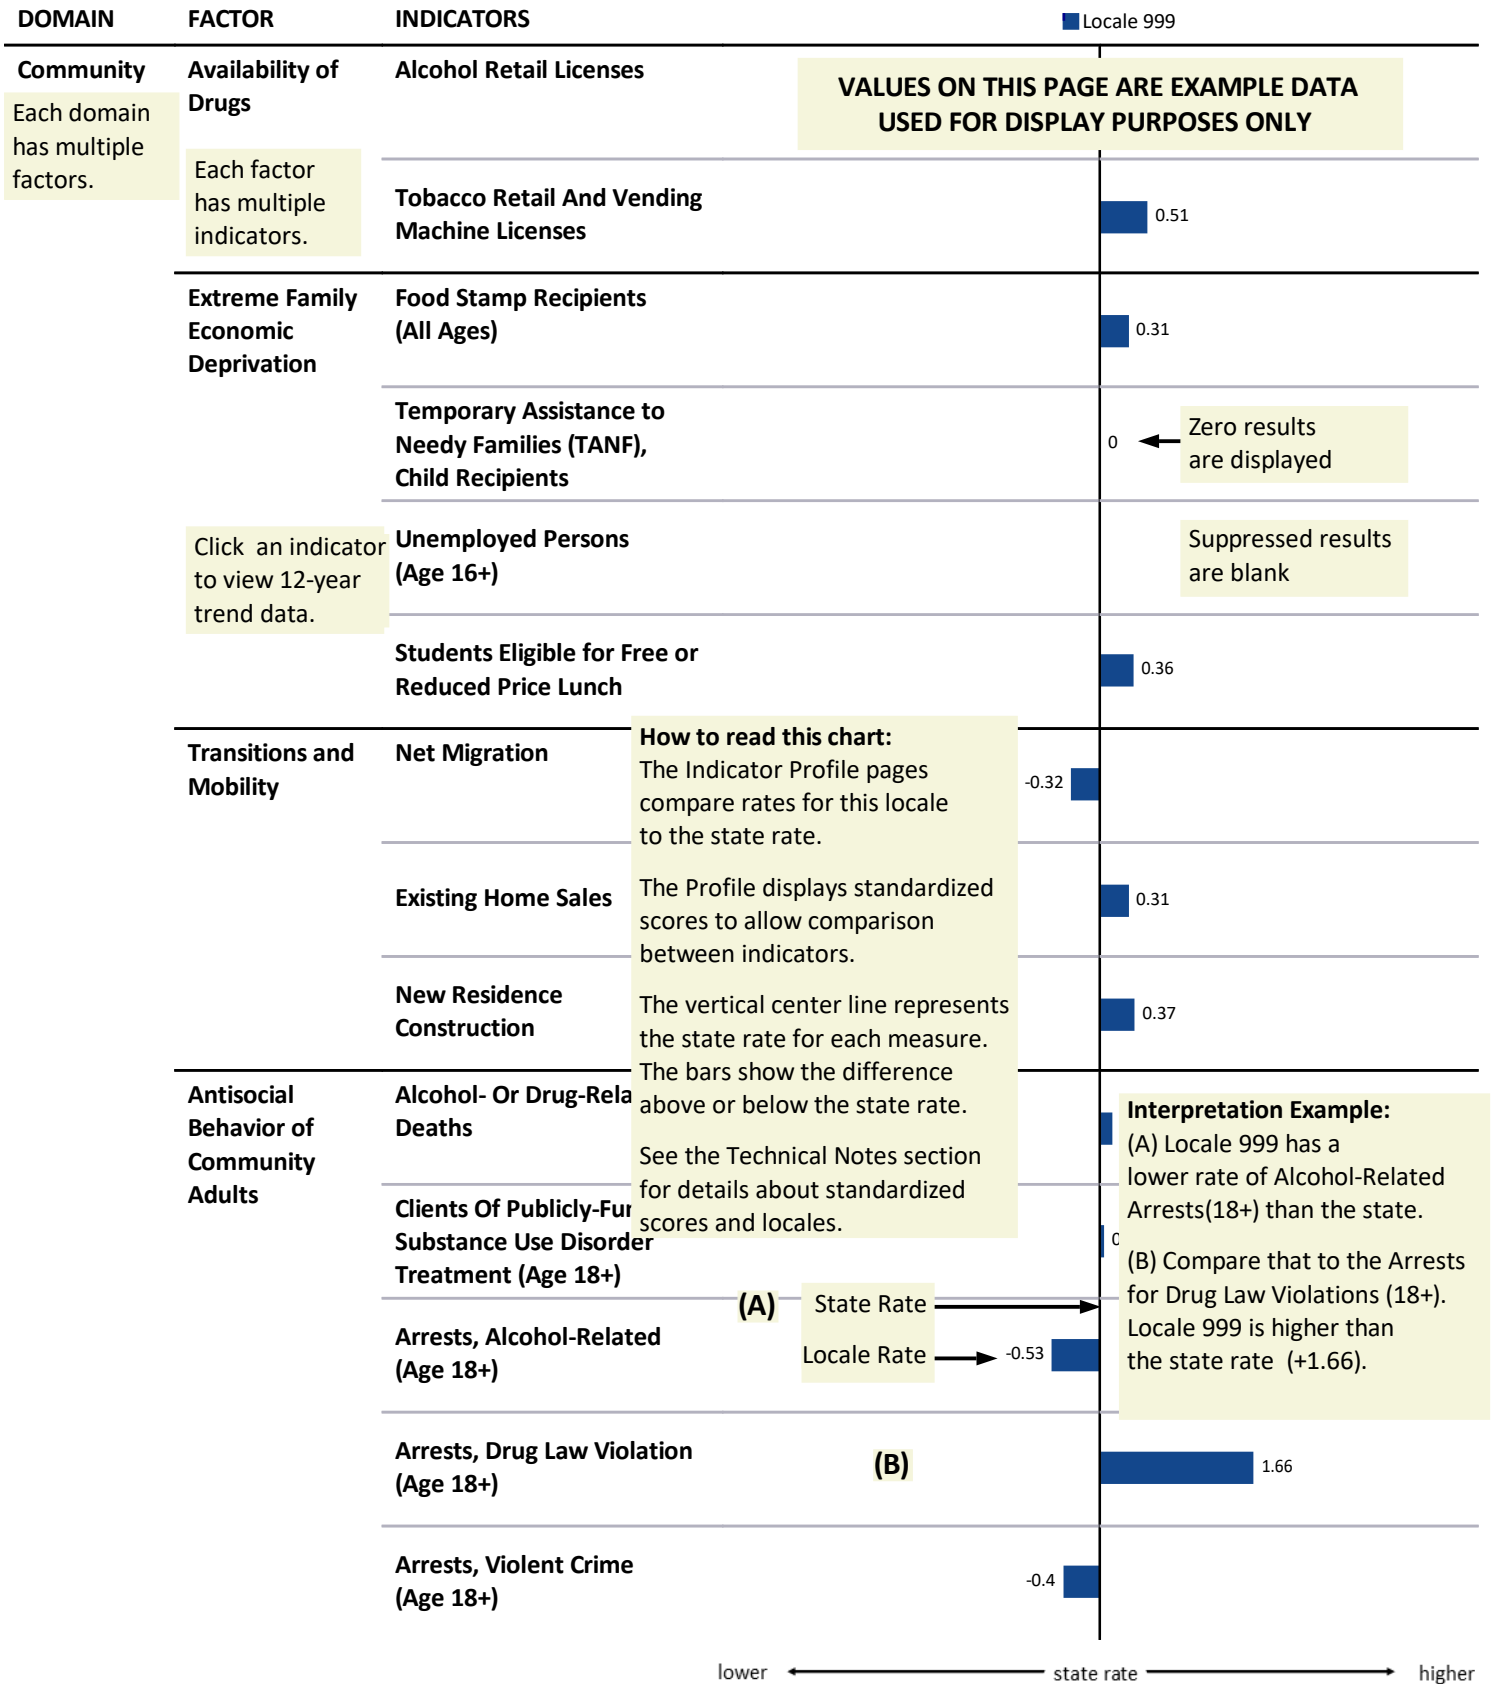 DOMAIN FACTOR INDICATORS Locale 999
Community
Each domain
has multiple
factors.
Availability of
Drugs
Each factor
has multiple
indicators.
Alcohol Retail Licenses
VALUES ON THIS PAGE ARE EXAMPLE DATA
USED FOR DISPLAY PURPOSES ONLY
Tobacco Retail And Vending
Machine Licenses
0.51
Extreme Family
Economic
Deprivation
Food Stamp Recipients
(All Ages)
0.31
Temporary Assistance to
Needy Families (TANF),
Child Recipients
0
Zero results
are displayed
Click an indicator
to view 12-year
trend data.
Unemployed Persons
(Age 16+)
Suppressed results
are blank
Students Eligible for Free or
Reduced Price Lunch
0.36
Transitions and
Mobility
Net Migration
-0.32
How to read this chart:
The Indicator Profile pages
compare rates for this locale
to the state rate.
The Profile displays standardized
scores to allow comparison
between indicators.
The vertical center line represents
the state rate for each measure.
The bars show the difference
above or below the state rate.
See the Technical Notes section
for details about standardized
scores and locales.
Existing Home Sales
0.31
New Residence
Construction
0.37
Antisocial
Behavior of
Community
Adults
Alcohol- Or Drug-Rela
Deaths
Interpretation Example:
(A) Locale 999 has a
lower rate of Alcohol-Related
Arrests(18+) than the state.
(B) Compare that to the Arrests
for Drug Law Violations (18+).
Locale 999 is higher than
the state rate (+1.66).
Clients Of Publicly-Fu
Substance Use Disorder
Treatment (Age 18+)
(A) State Rate
Locale Rate
Arrests, Alcohol-Related
(Age 18+)
-0.53
Arrests, Drug Law Violation
(Age 18+)
(B)
1.66
Arrests, Violent Crime
(Age 18+)
-0.4
lower state rate higher